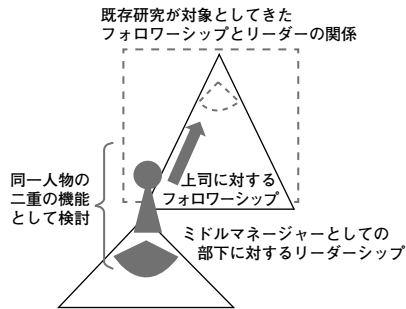 既存研究が対象としてきた
フォロワーシップとリーダーの関係
同一人物の
二重の機能
として検討
上司に対する
フォロワーシップ
ミドルマネージャーとしての
部下に対するリーダーシップ